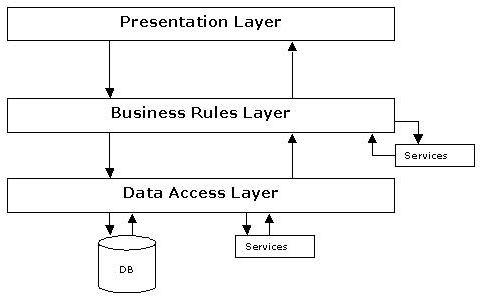 Presentation Layer
Business Rules Layer
Services
Data Access Layer
Services
DB